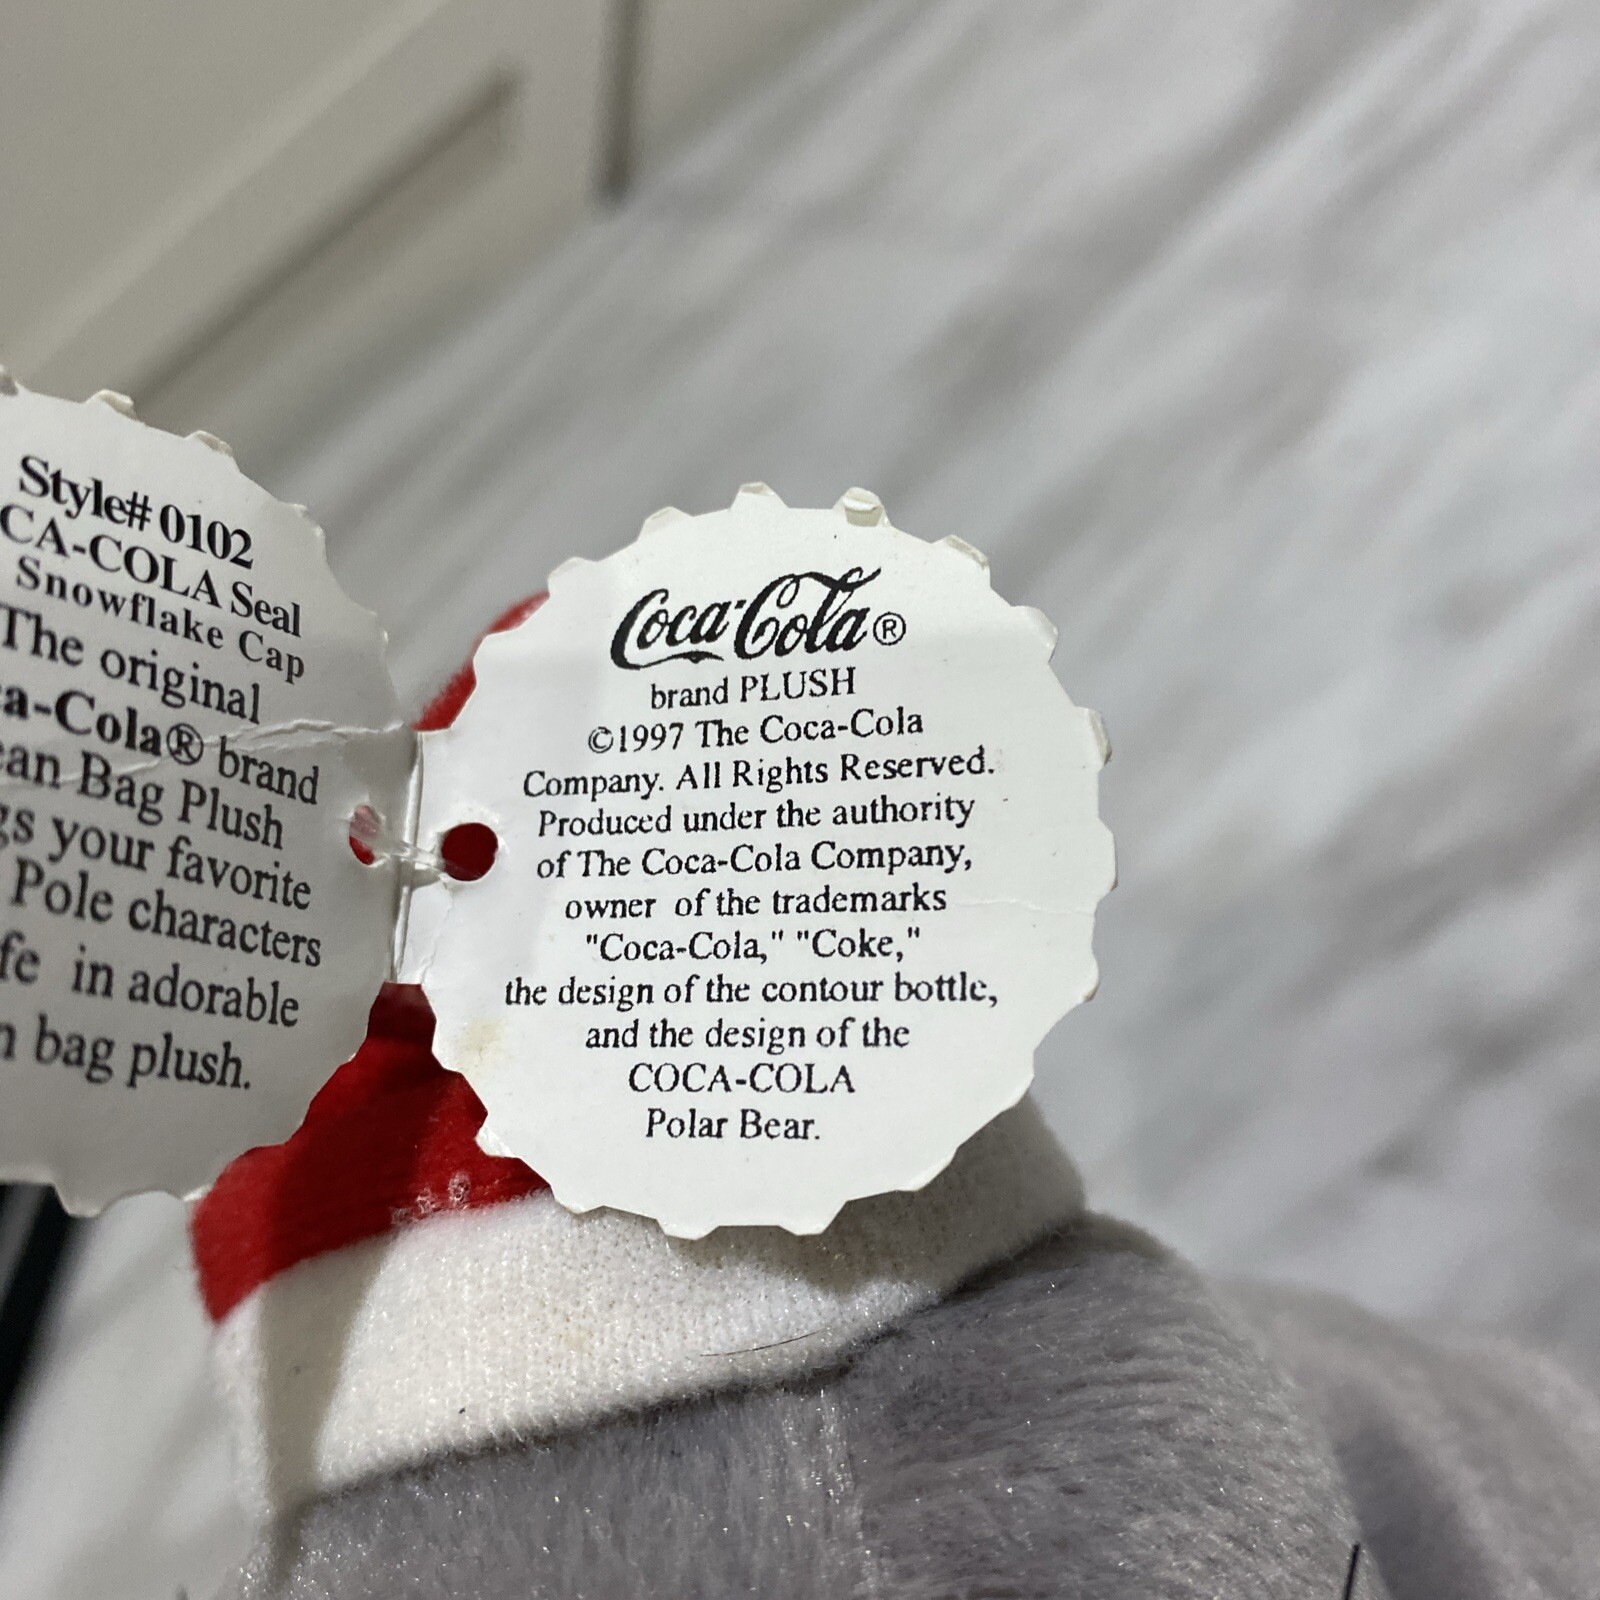 Style# 0102
CA-COLA Seal
Snowflake Cap
The original
a-Cola® brand
an Bag Plush
gs your favorite
Pole characters
fe in adorable
n bag plush.
Coca-Cola®
brand PLUSH
©1997 The Coca-Cola
Company. All Rights Reserved.
Produced under the authority
of The Coca-Cola Company,
owner of the trademarks
"Coca-Cola," "Coke,"
the design of the contour bottle,
and the design of the
COCA-COLA
Polar Bear.